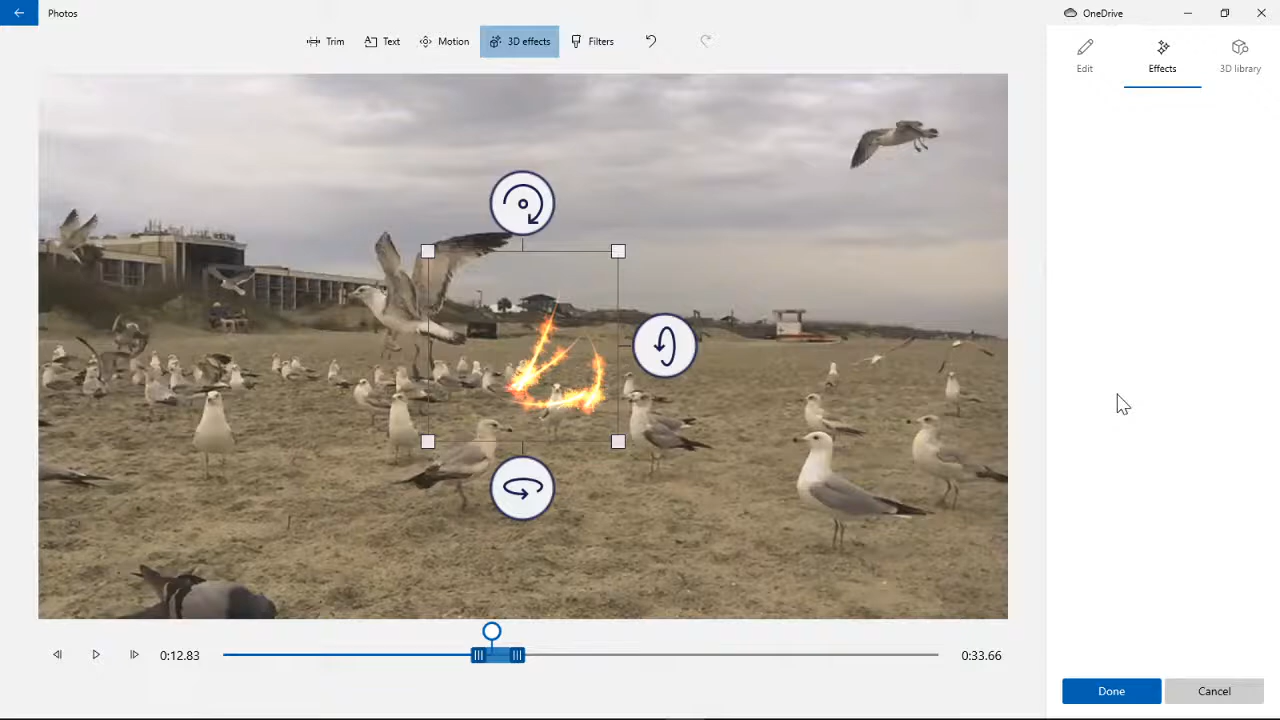 Photos
OneDrive
Trim
Text
Motion
3D effects
Filters
Edit
Effects
3D library
0:12.83
0:33.66
Done
Cancel